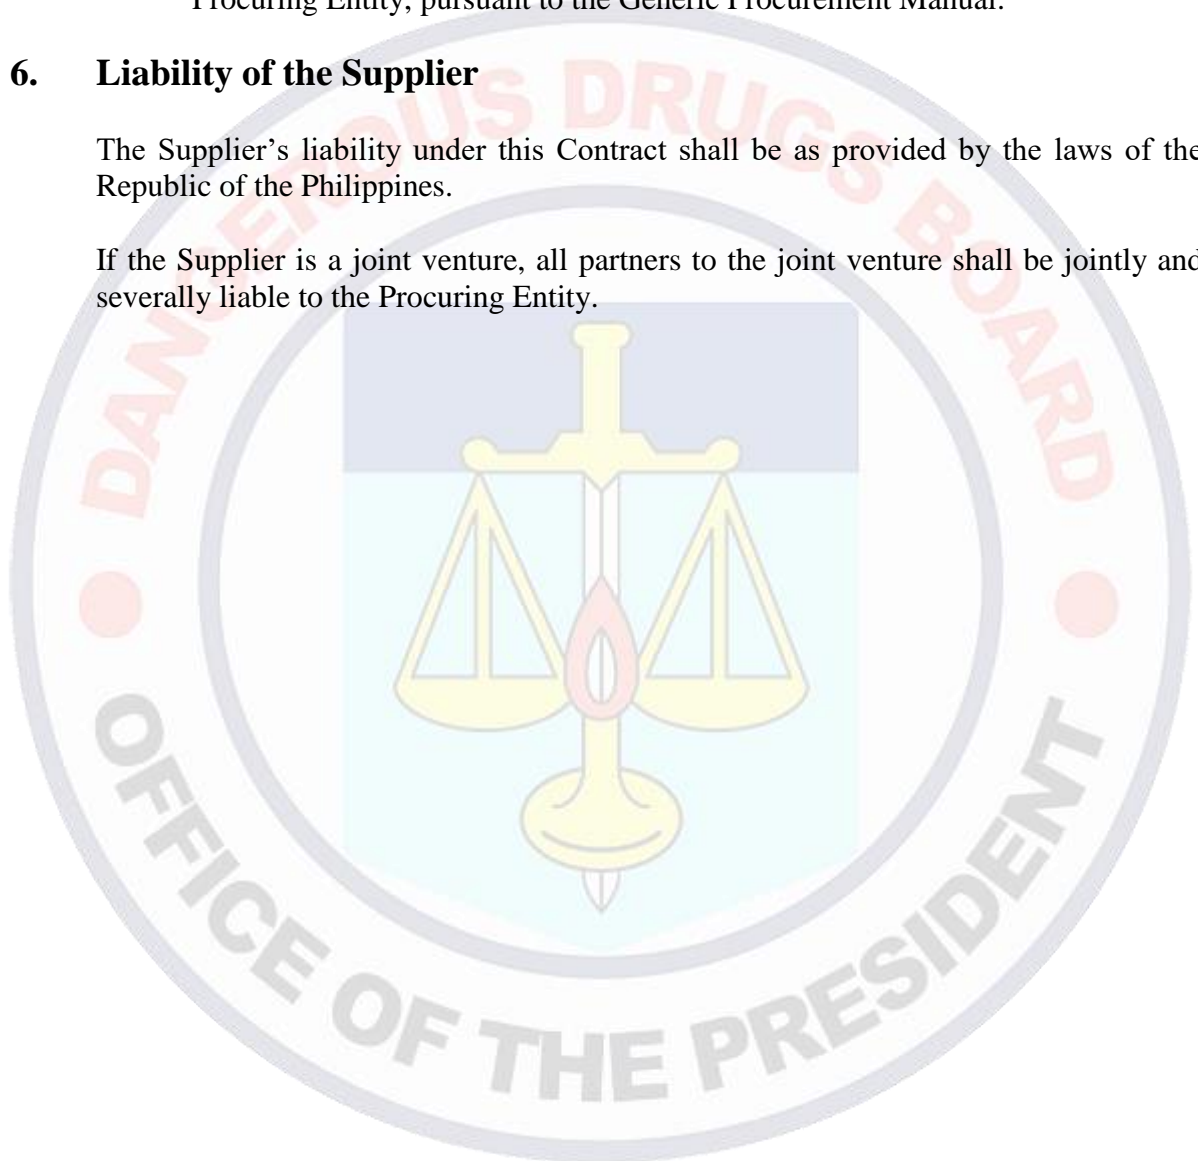 Procuring Entity, pursuant to the Generic Procurement Manual.
6. Liability of the Supplier
The Supplier’s liability under this Contract shall be as provided by the laws of the
Republic of the Philippines.
If the Supplier is a joint venture, all partners to the joint venture shall be jointly and
severally liable to the Procuring Entity.
DANGEROUS DRUGS BOARD
OFFICE OF THE PRESIDENT